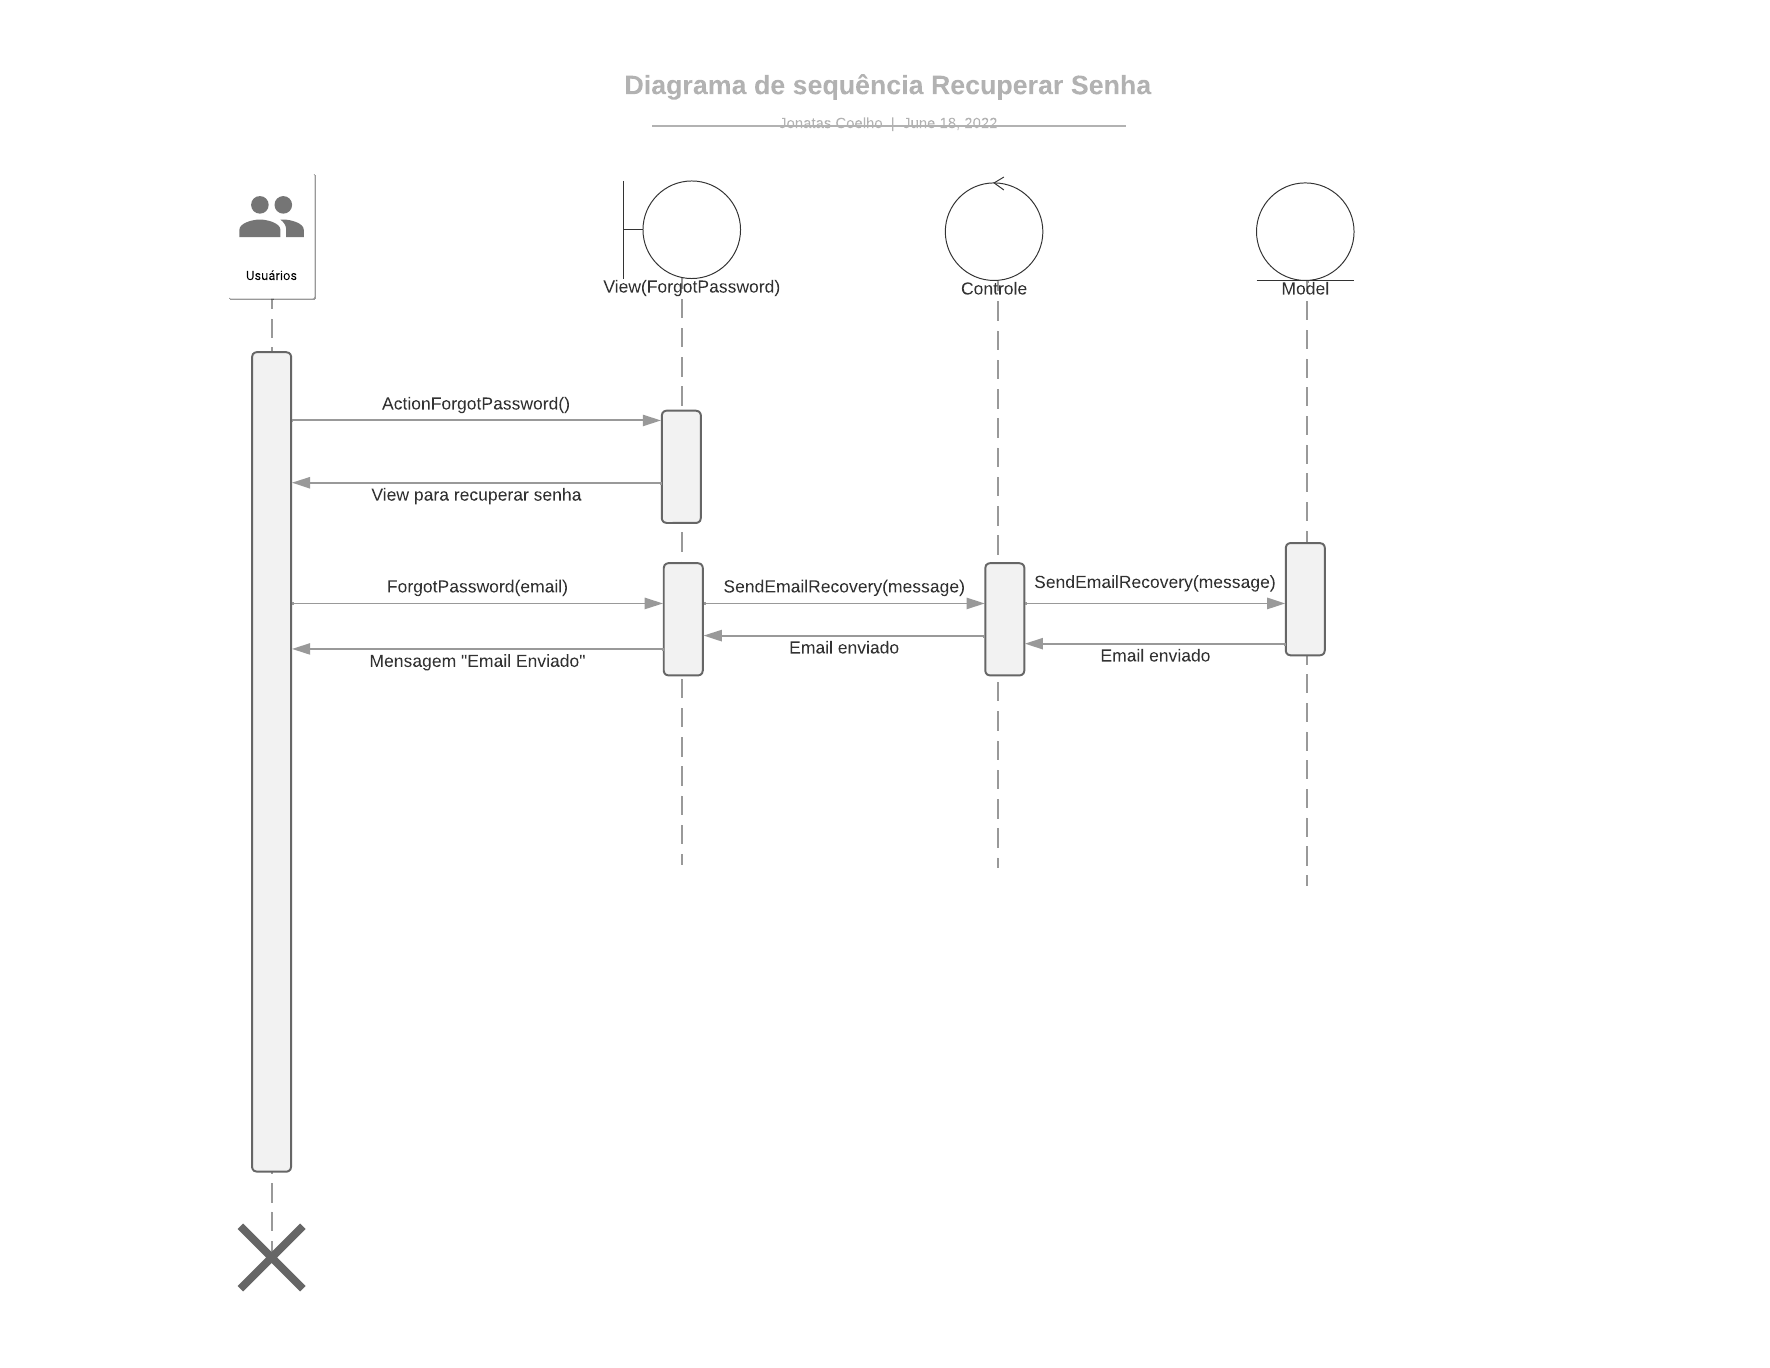 Diagrama de sequência Recuperar Senha
Jonatas Coelho | June 18, 2022
Usuários
View(ForgotPassword)
Controle
Model
ActionForgotPassword()
View para recuperar senha
ForgotPassword(email)
SendEmailRecovery(message)
SendEmailRecovery(message)
Mensagem "Email Enviado"
Email enviado
Email enviado